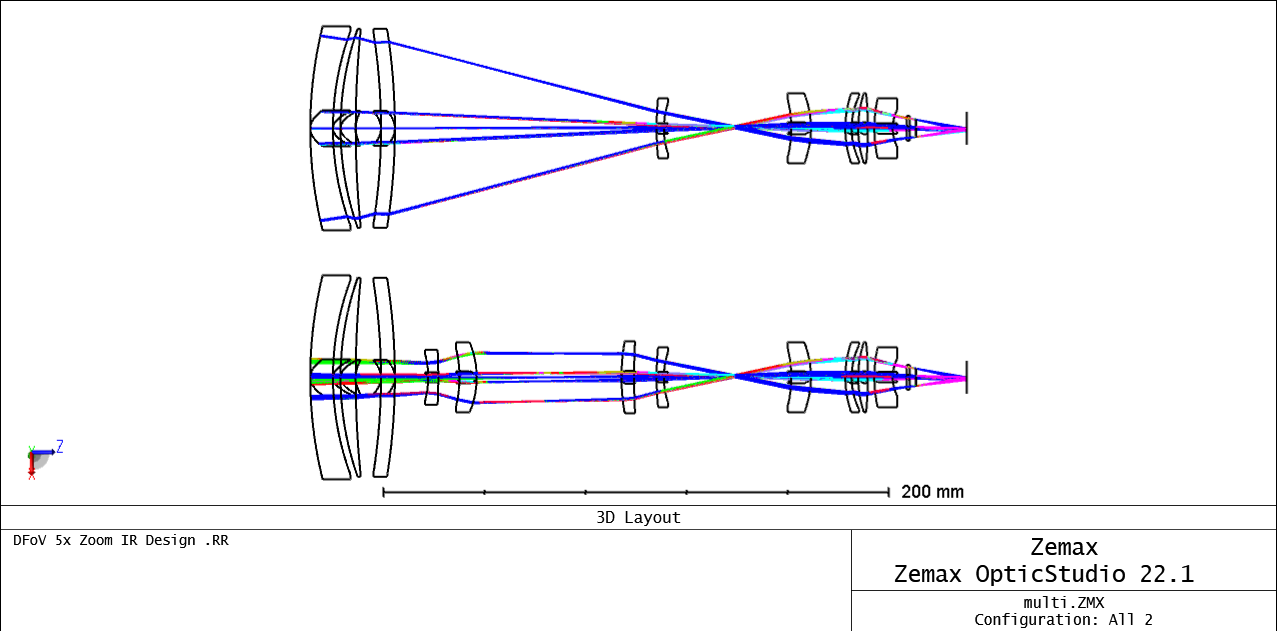 Z
X
200 mm
3D Layout
DFoV 5x Zoom IR Design .RR
Zemax
Zemax OpticStudio 22.1
multi.ZMX
Configuration: All 2